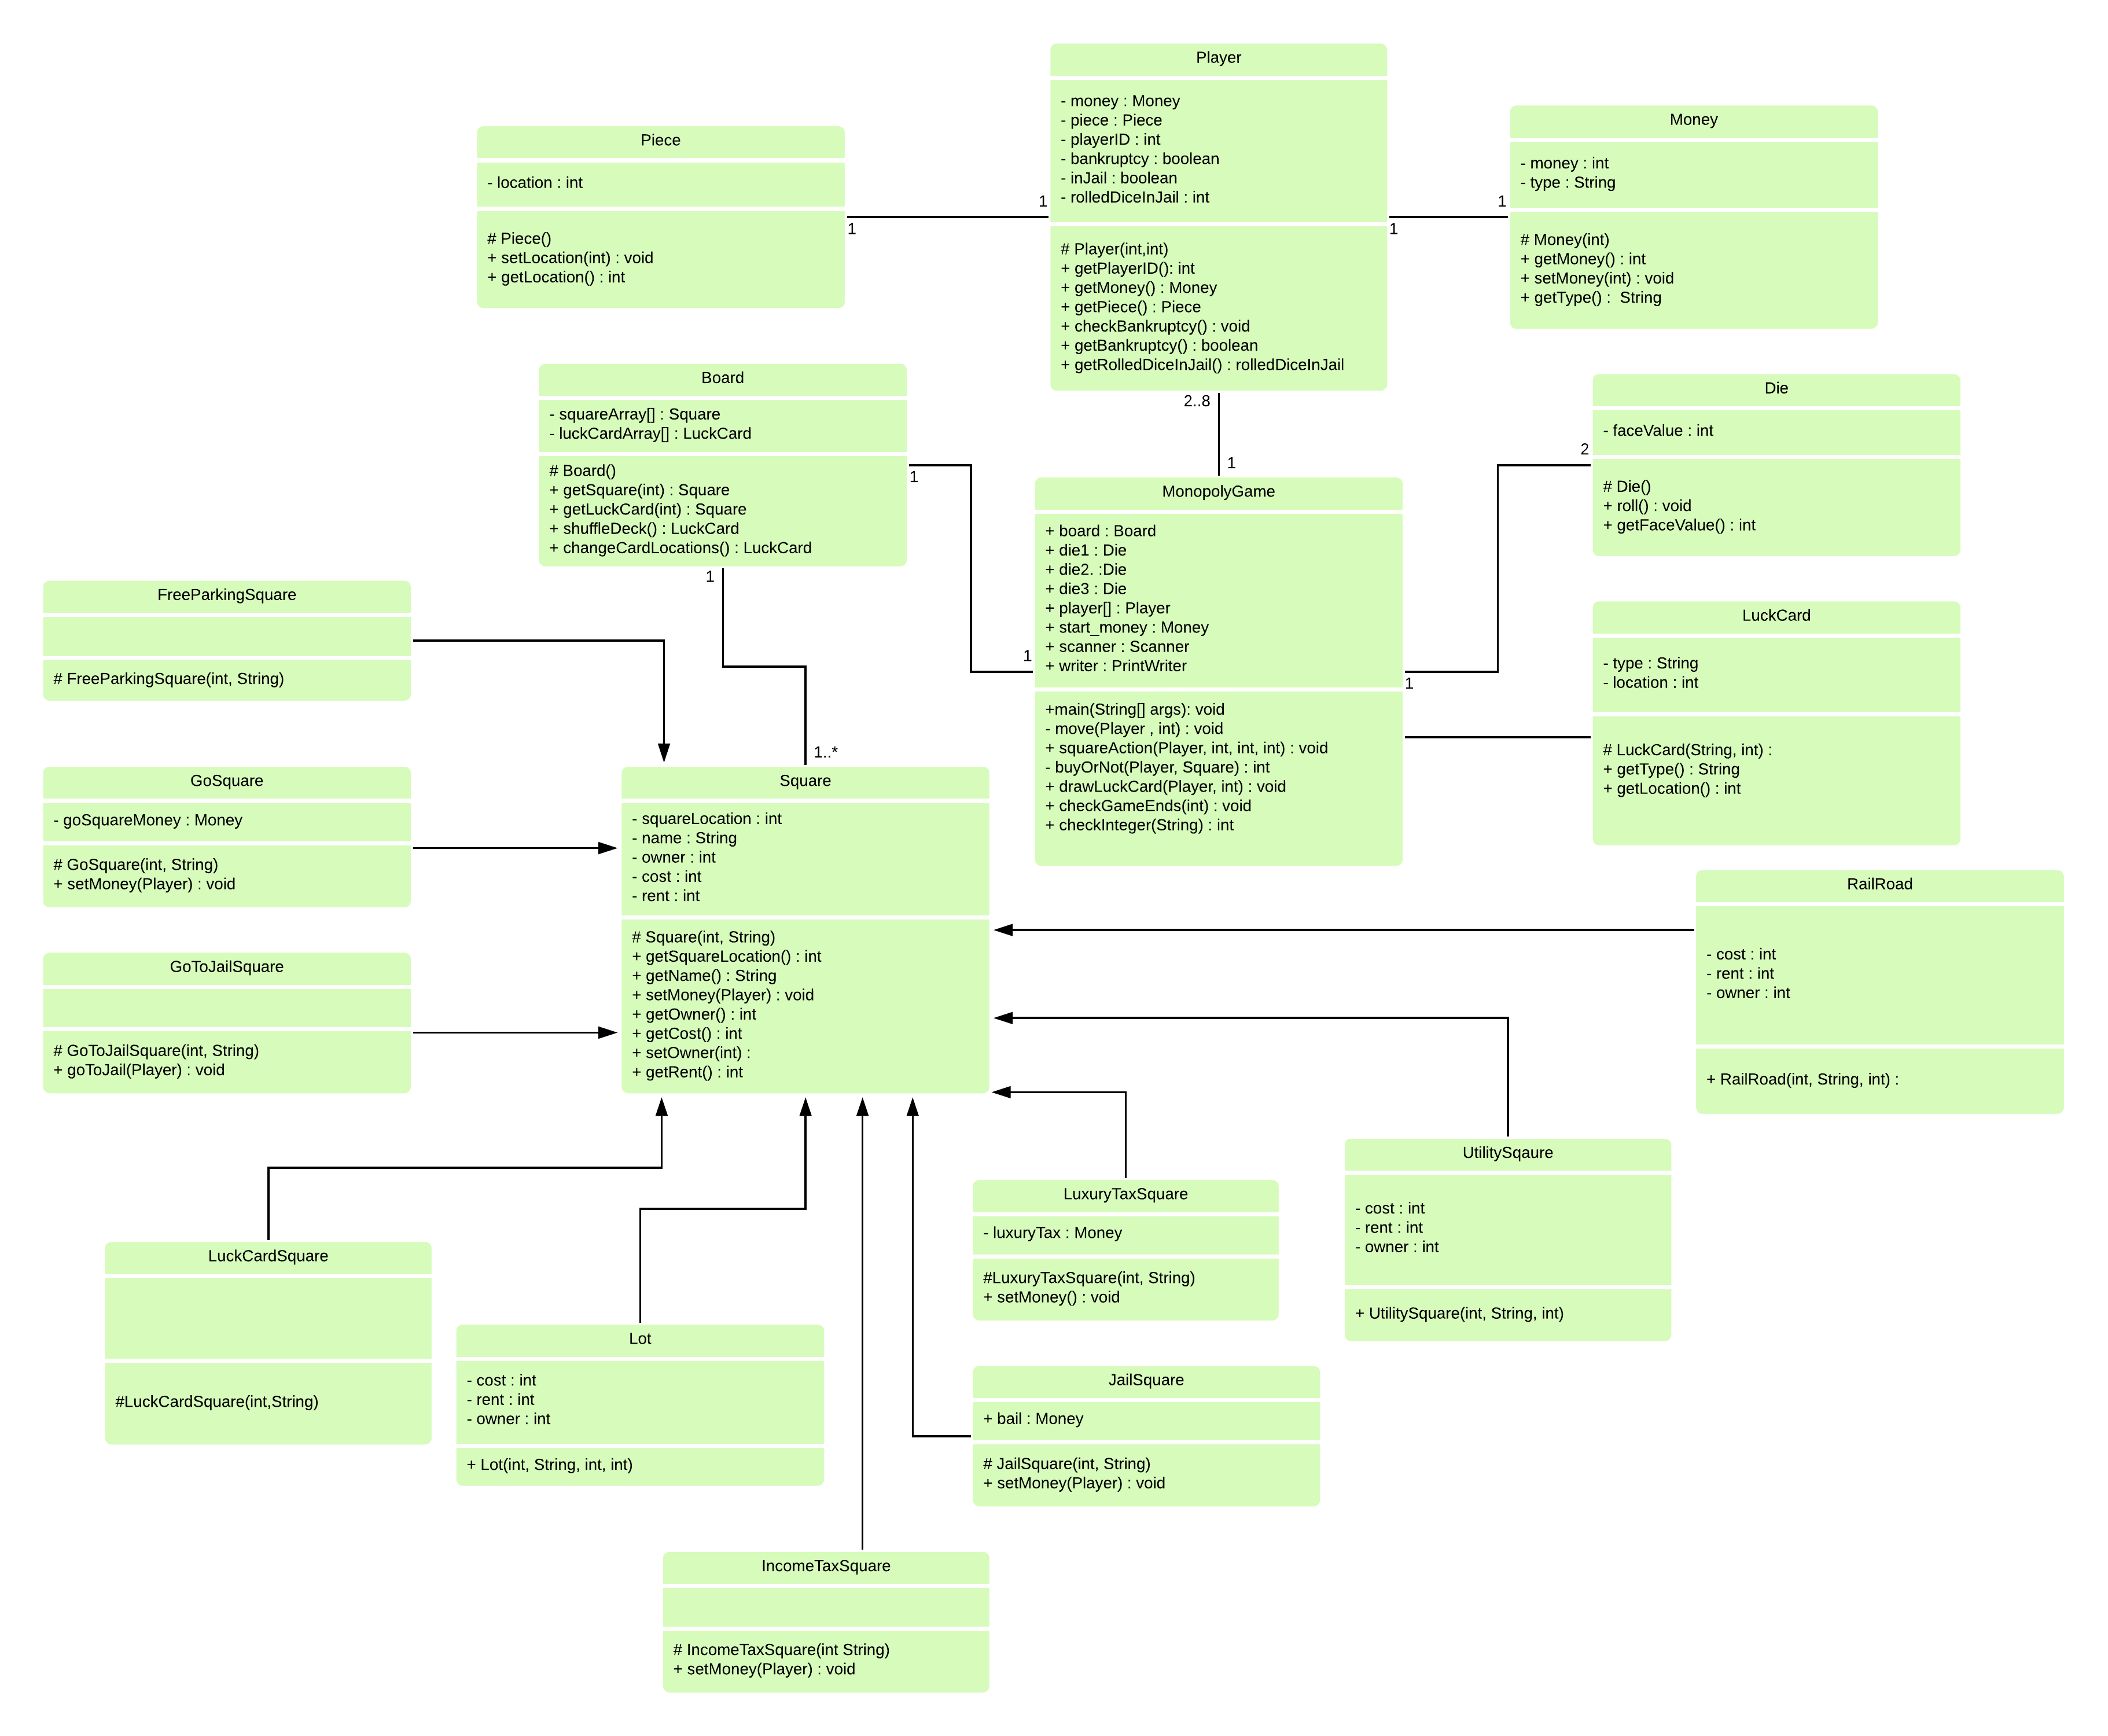 Player
- money : Money
- piece : Piece
- playerID : int
- bankruptcy : boolean
- inJail : boolean
- rolledDiceInJail : int
# Player(int,int)
+ getPlayerID(): int
+ getMoney() : Money
+ getPiece() : Piece
+ checkBankruptcy() : void
+ getBankruptcy() : boolean
+ getRolledDiceInJail() : rolledDiceInJail
Piece
- location : int
# Piece()
+ setLocation(int) : void
+ getLocation() : int
1
1
Money
- money : int
- type : String
# Money(int)
+ getMoney() : int
+ setMoney(int) : void
+ getType() :  String
1
1
Board
- squareArray[] : Square
- luckCardArray[] : LuckCard
# Board()
+ getSquare(int) : Square
+ getLuckCard(int) : Square
+ shuffleDeck() : LuckCard
+ changeCardLocations() : LuckCard
2..8
1
Die
- faceValue : int
# Die()
+ roll() : void
+ getFaceValue() : int
2
1
1
1
MonopolyGame
+ board : Board
+ die1 : Die
+ die2. :Die
+ die3 : Die
+ player[] : Player
+ start_money : Money
+ scanner : Scanner
+ writer : PrintWriter
+main(String[] args): void
- move(Player , int) : void
+ squareAction(Player, int, int, int) : void
- buyOrNot(Player, Square) : int
+ drawLuckCard(Player, int) : void
+ checkGameEnds(int) : void
+ checkInteger(String) : int
LuckCard
- type : String
- location : int
# LuckCard(String, int) :
+ getType() : String
+ getLocation() : int
1
1..*
FreeParkingSquare
# FreeParkingSquare(int, String)
GoSquare
- goSquareMoney : Money
# GoSquare(int, String)
+ setMoney(Player) : void
Square
- squareLocation : int
- name : String
- owner : int
- cost : int
- rent : int
# Square(int, String)
+ getSquareLocation() : int
+ getName() : String
+ setMoney(Player) : void
+ getOwner() : int
+ getCost() : int
+ setOwner(int) :
+ getRent() : int
RailRoad
- cost : int
- rent : int
- owner : int
+ RailRoad(int, String, int) :
GoToJailSquare
# GoToJailSquare(int, String)
+ goToJail(Player) : void
UtilitySqaure
- cost : int
- rent : int
- owner : int
+ UtilitySquare(int, String, int)
LuxuryTaxSquare
- luxuryTax : Money
#LuxuryTaxSquare(int, String)
+ setMoney() : void
LuckCardSquare
#LuckCardSquare(int,String)
Lot
- cost : int
- rent : int
- owner : int
+ Lot(int, String, int, int)
JailSquare
+ bail : Money
# JailSquare(int, String)
+ setMoney(Player) : void
IncomeTaxSquare
# IncomeTaxSquare(int String)
+ setMoney(Player) : void